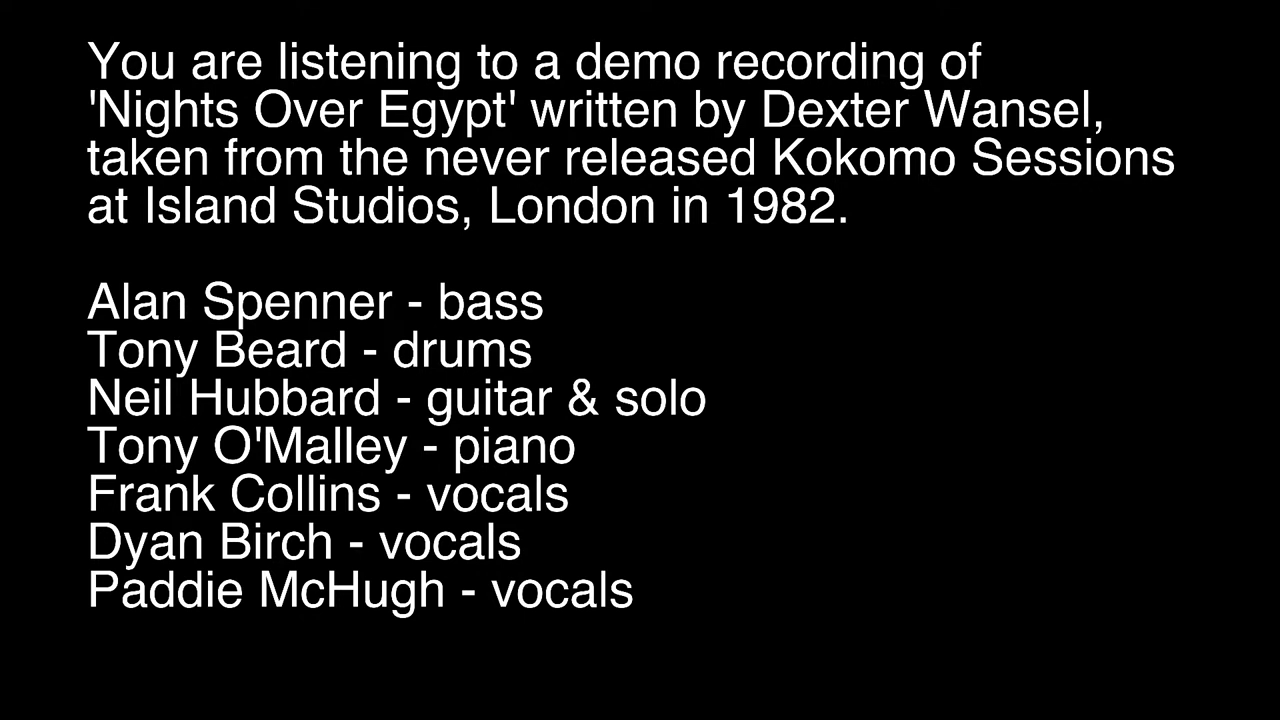 You are listening to a demo recording of
'Nights Over Egypt' written by Dexter Wansel,
taken from the never released Kokomo Sessions
at Island Studios, London in 1982.
Alan Spenner - bass
Tony Beard - drums
Neil Hubbard - guitar & solo
Tony O'Malley - piano
Frank Collins - vocals
Dyan Birch - vocals
Paddie McHugh - vocals